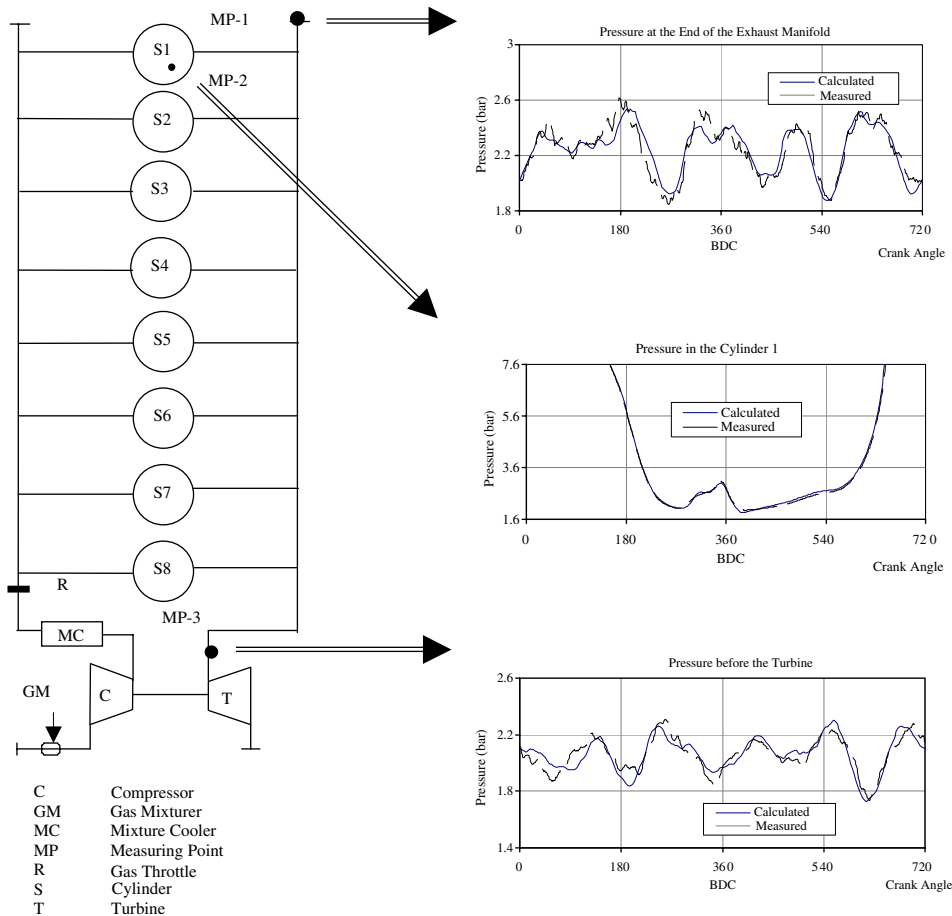 MP-1
S1
MP-2
S2
S3
S4
S5
S6
S7
S8
R
MP-3
MC
GM
C
T
C Compressor
GM Gas Mixturer
MC Mixture Cooler
MP Measuring Point
R Gas Throttle
S Cylinder
T Turbine
Pressure at the End of the Exhaust Manifold
Pressure (bar)
3
2.6
2.2
1.8
Calculated
Measured
0 180 360 540 720
BDC
Crank Angle
Pressure in the Cylinder 1
Pressure (bar)
7.6
5.6
3.6
1.6
Calculated
Measured
0 180 360 540 720
BDC
Crank Angle
Pressure before the Turbine
Pressure (bar)
2.6
2.2
1.8
1.4
Calculated
Measured
0 180 360 540 720
BDC
Crank Angle